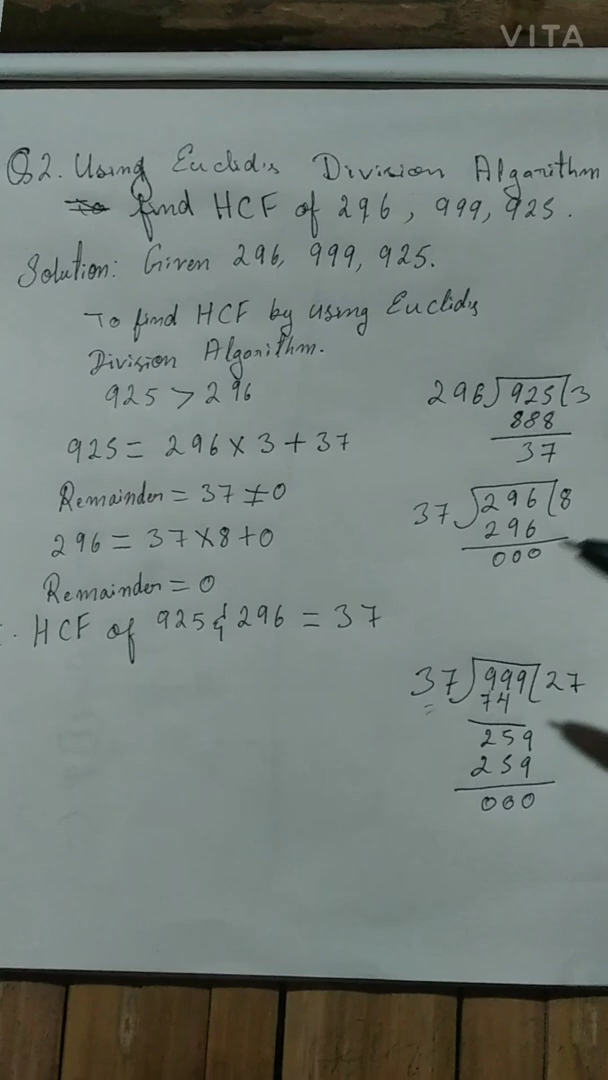 VITA
Q2. Using Euclid's Division Algorithm
find HCF of 296, 999, 925.
Solution: Given 296, 999, 925.
To find HCF by using Euclid's
Division Algorithm.
925 > 296
296)925(3
888
37
925 = 296 × 3 + 37
Remainder = 37 ≠ 0
37)296(8
296
000
296 = 37 × 8 + 0
Remainder = 0
HCF of 925 & 296 = 37
37)999(27
74
259
259
000